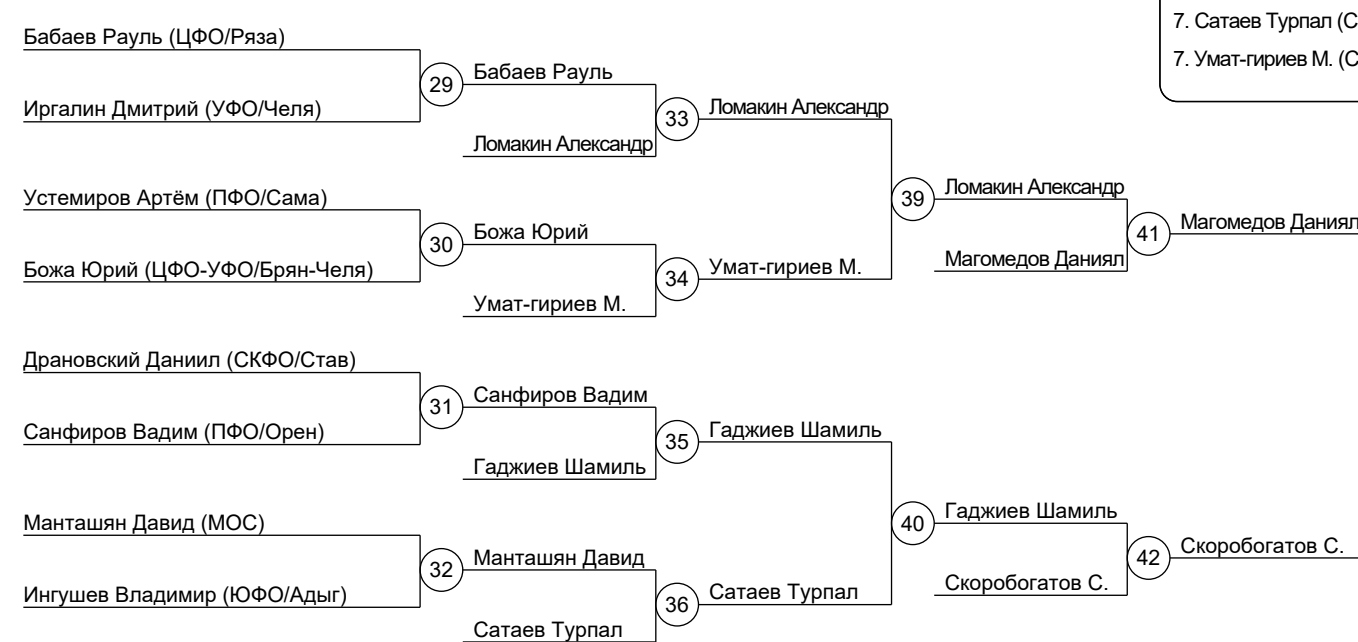 7. Сатаев Турпал (С
7. Умат-гириев М. (С
Бабаев Рауль (ЦФО/Ряза)
29
Бабаев Рауль
Иргалин Дмитрий (УФО/Челя)
33
Ломакин Александр
Ломакин Александр
Устемиров Артём (ПФО/Сама)
39
Ломакин Александр
30
Божа Юрий
41
Магомедов Даниял
Божа Юрий (ЦФО-УФО/Брян-Челя)
34
Умат-гириев М.
Магомедов Даниял
Умат-гириев М.
Драновский Даниил (СКФО/Став)
31
Санфиров Вадим
Санфиров Вадим (ПФО/Орен)
35
Гаджиев Шамиль
Гаджиев Шамиль
Манташян Давид (МОС)
40
Гаджиев Шамиль
32
Манташян Давид
42
Скоробогатов С.
Ингушев Владимир (ЮФО/Адыг)
36
Сатаев Турпал
Скоробогатов С.
Сатаев Турпал